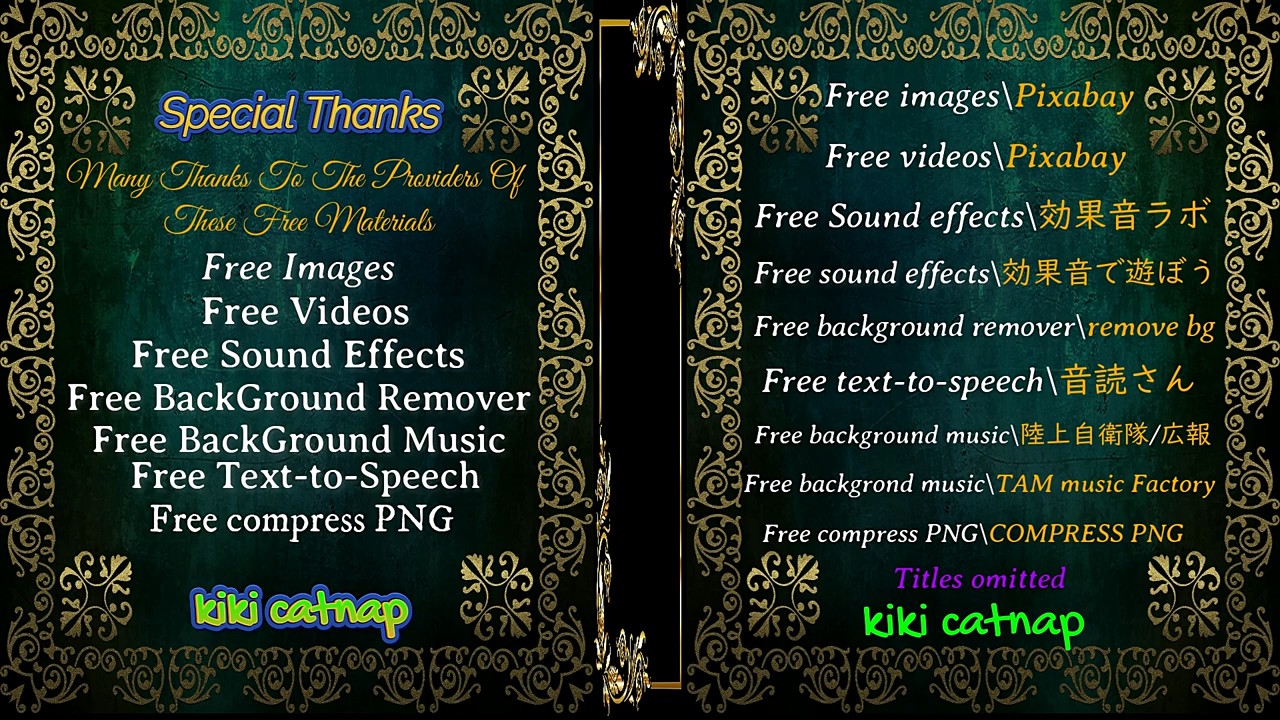 Special Thanks
Many Thanks To The Providers Of
These Free Materials
Free Images
Free Videos
Free Sound Effects
Free BackGround Remover
Free BackGround Music
Free Text-to-Speech
Free compress PNG
kiki catnap
Free images\Pixabay
Free videos\Pixabay
Free Sound effects\効果音ラボ
Free sound effects\効果音で遊ぼう
Free background remover\remove bg
Free text-to-speech\音読さん
Free background music\陸上自衛隊/広報
Free backgrond music\TAM music Factory
Free compress PNG\COMPRESS PNG
Titles omitted
kiki catnap